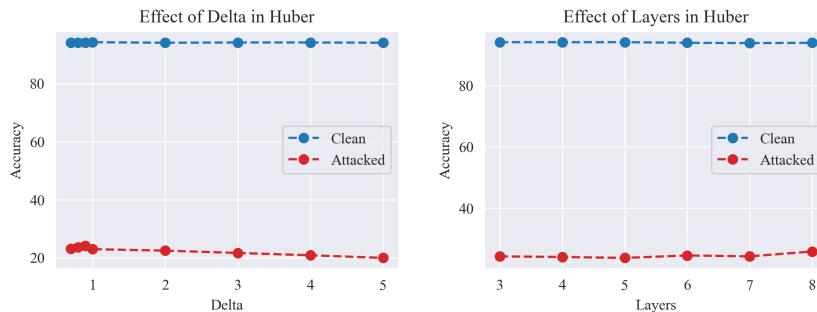 Effect of Delta in Huber
Accuracy
80
60
40
20
Clean
Attacked
1
2
3
4
5
Delta
Effect of Layers in Huber
Accuracy
80
60
40
Clean
Attacked
3
4
5
6
7
8
Layers